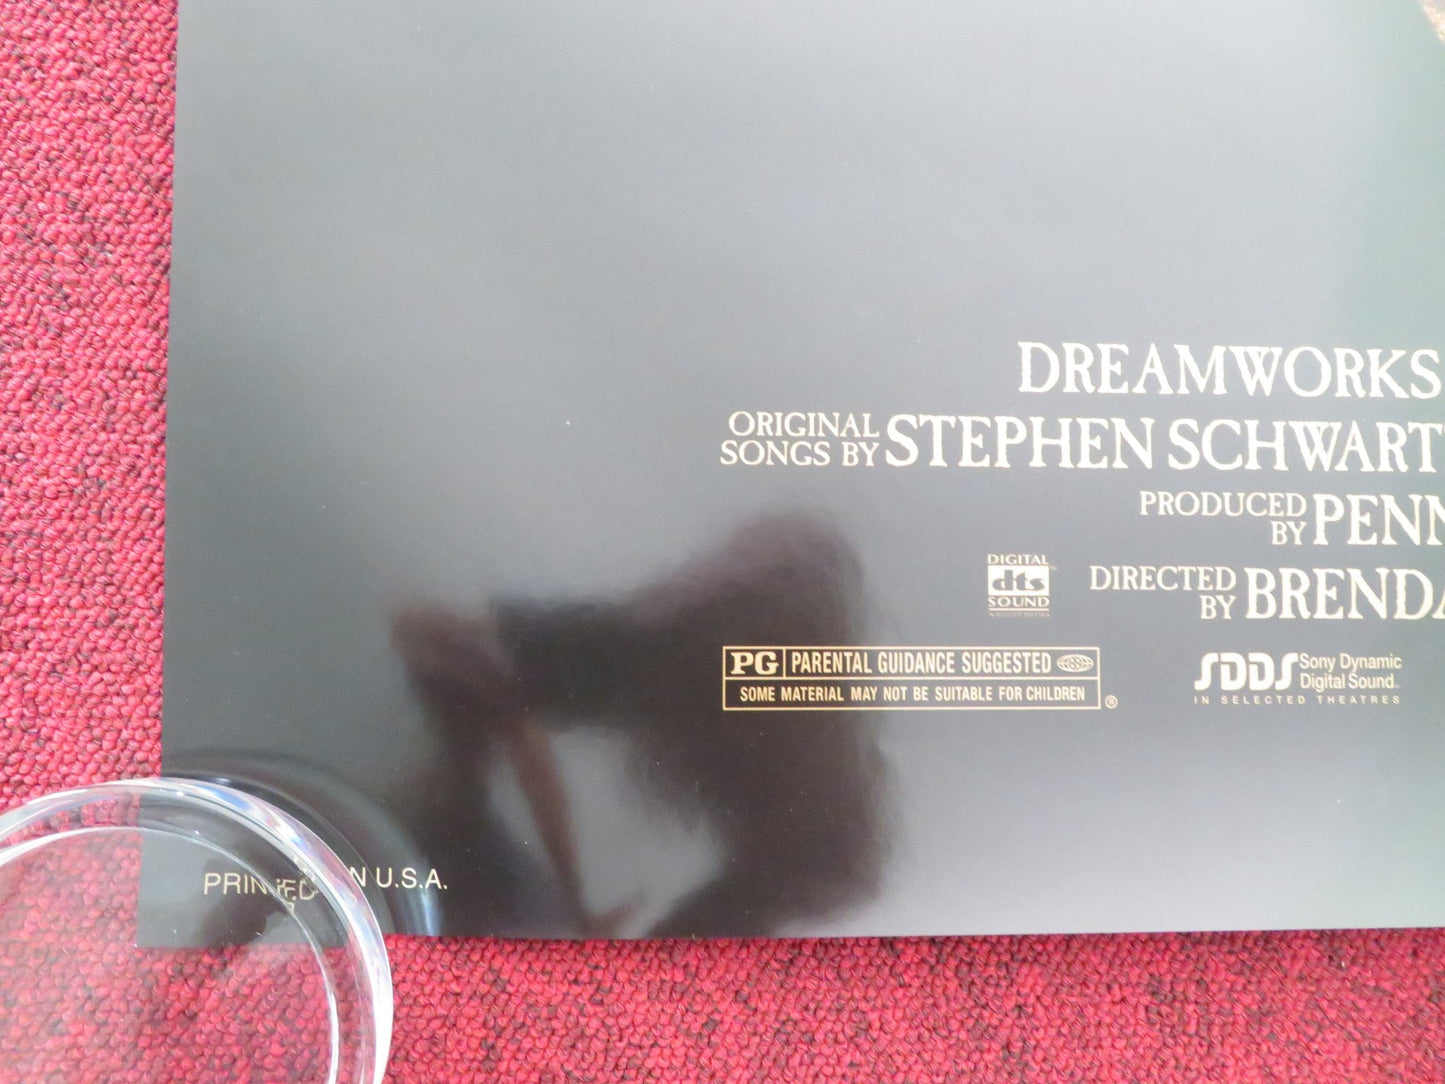 DREAMWORKS
ORIGINAL SONGS BY STEPHEN SCHWART
PRODUCED BY PENN
DIGITAL
dts
SOUND
DIRECTED BY BRENDA
PG PARENTAL GUIDANCE SUGGESTED
SOME MATERIAL MAY NOT BE SUITABLE FOR CHILDREN ®
SDDS Sony Dynamic Digital Sound
IN SELECTED THEATRES
PRINTED IN U.S.A.